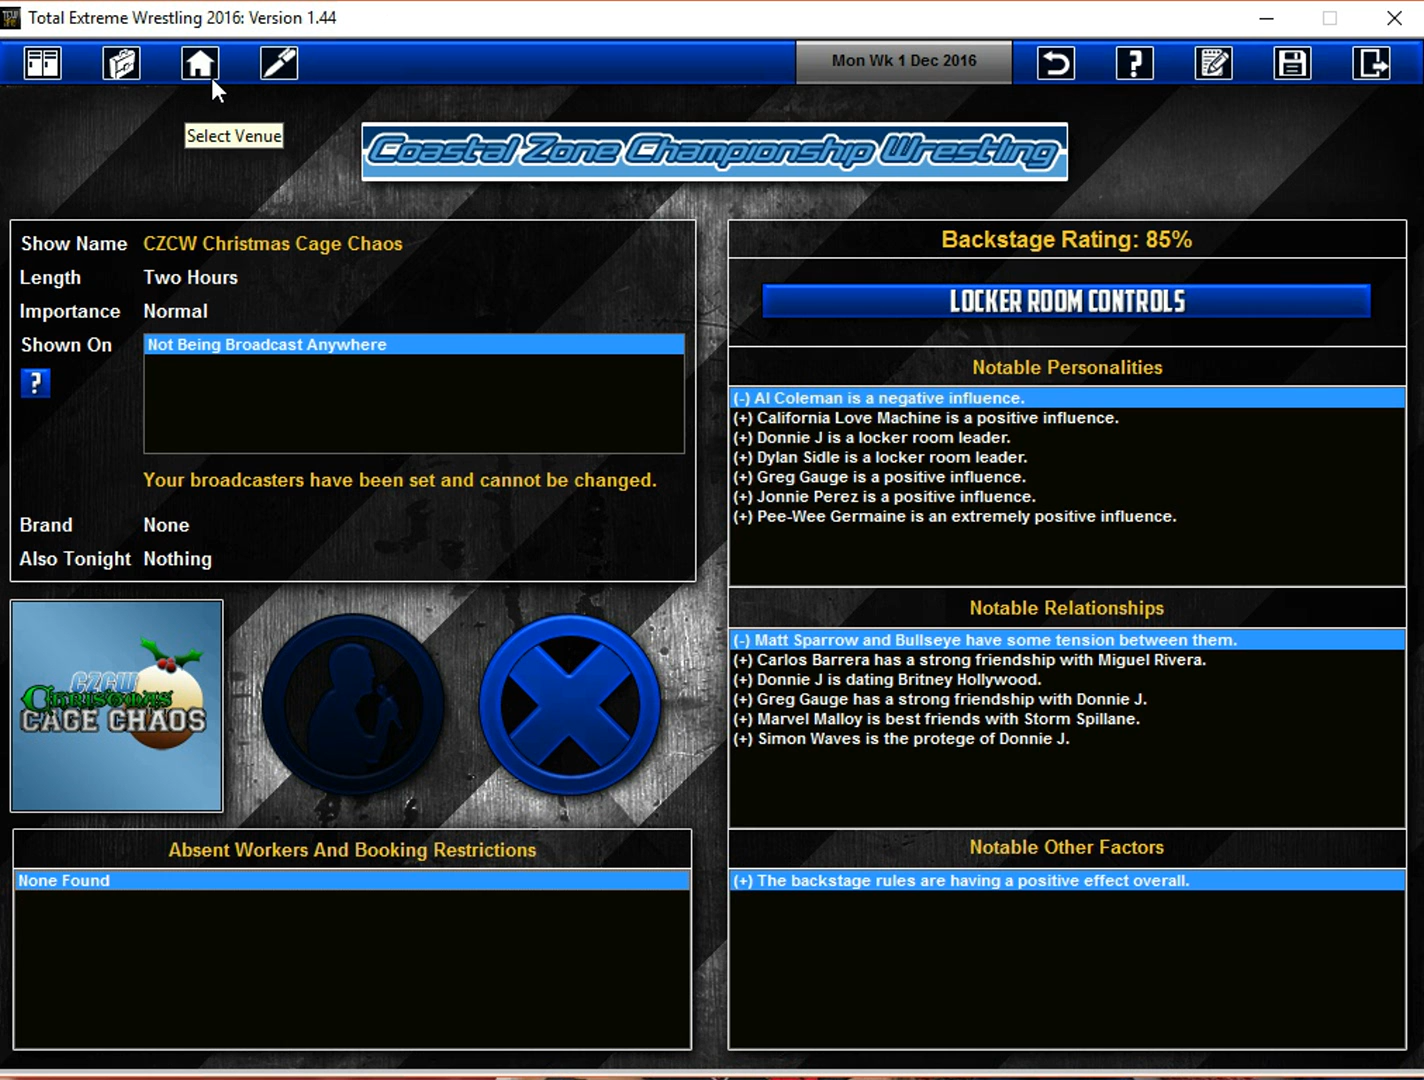 Total Extreme Wrestling 2016: Version 1.44
Mon Wk 1 Dec 2016
?
Select Venue
Coastal Zone Championship Wrestling
Show Name CZCW Christmas Cage Chaos
Length Two Hours
Importance Normal
Shown On Not Being Broadcast Anywhere
?
Your broadcasters have been set and cannot be changed.
Brand None
Also Tonight Nothing
CZCW
CHRISTMAS
CAGE CHAOS
Absent Workers And Booking Restrictions
None Found
Backstage Rating: 85%
LOCKER ROOM CONTROLS
Notable Personalities
(-) Al Coleman is a negative influence.
(+) California Love Machine is a positive influence.
(+) Donnie J is a locker room leader.
(+) Dylan Sidle is a locker room leader.
(+) Greg Gauge is a positive influence.
(+) Jonnie Perez is a positive influence.
(+) Pee-Wee Germaine is an extremely positive influence.
Notable Relationships
(-) Matt Sparrow and Bullseye have some tension between them.
(+) Carlos Barrera has a strong friendship with Miguel Rivera.
(+) Donnie J is dating Britney Hollywood.
(+) Greg Gauge has a strong friendship with Donnie J.
(+) Marvel Malloy is best friends with Storm Spillane.
(+) Simon Waves is the protege of Donnie J.
Notable Other Factors
(+) The backstage rules are having a positive effect overall.